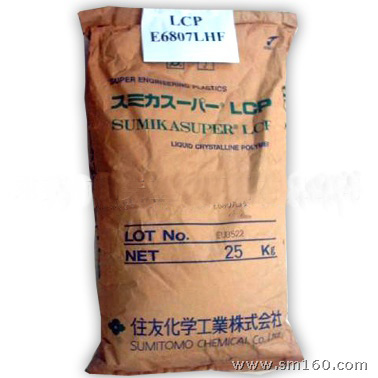 LCP
E6807LHF
SUPER ENGINEERING PLASTICS
スミカスーパー® LCP
SUMIKASUPER® LCP
LIQUID CRYSTALLINE POLYMER
LOT No.
NET 25 Kg
住友化学工業株式会社
SUMITOMO CHEMICAL Co., Ltd.
www.sm160.com